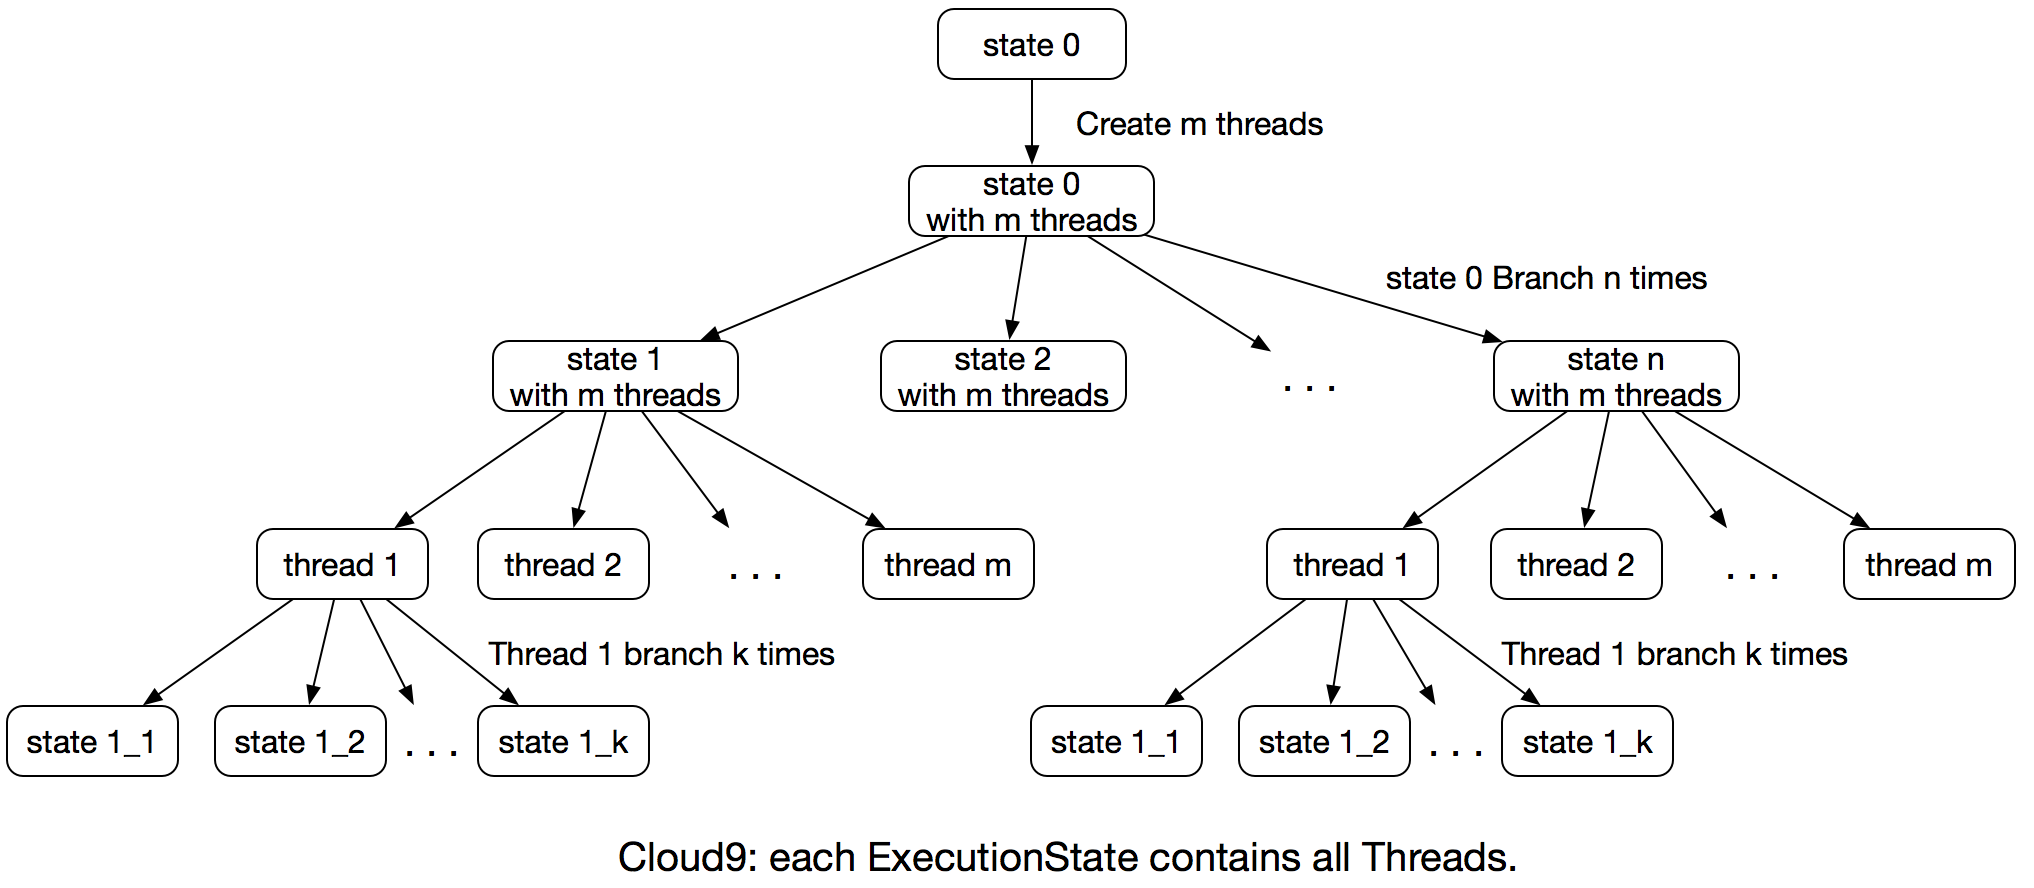 state 0
Create m threads
state 0
with m threads
state 0 Branch n times
state 1
with m threads
state 2
with m threads
. . .
state n
with m threads
thread 1
thread 2
. . .
thread m
thread 1
thread 2
. . .
thread m
Thread 1 branch k times
Thread 1 branch k times
state 1_1
state 1_2
. . .
state 1_k
state 1_1
state 1_2
. . .
state 1_k
Cloud9: each ExecutionState contains all Threads.